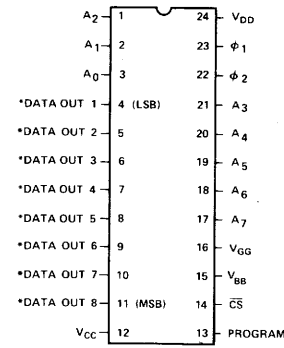 A2 1 24 VDD
A1 2 23 ϕ1
A0 3 22 ϕ2
*DATA OUT 1 4 (LSB) 21 A3
*DATA OUT 2 5 20 A4
*DATA OUT 3 6 19 A5
*DATA OUT 4 7 18 A6
*DATA OUT 5 8 17 A7
*DATA OUT 6 9 16 VGG
*DATA OUT 7 10 15 VBB
*DATA OUT 8 11 (MSB) 14 C̅S̅
VCC 12 13 PROGRAM